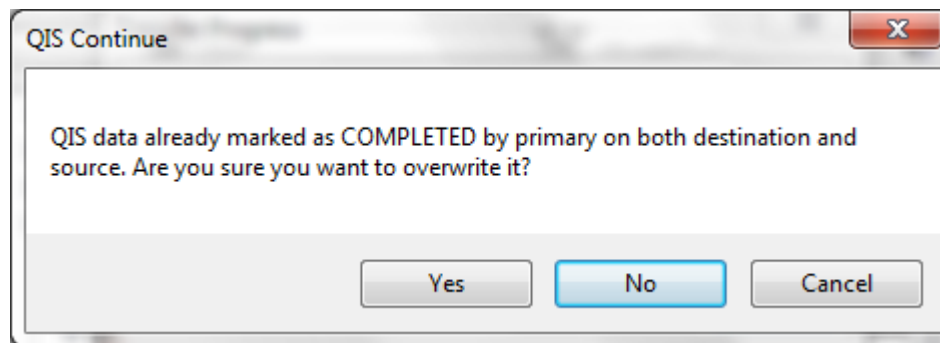 QIS Continue
QIS data already marked as COMPLETED by primary on both destination and
source. Are you sure you want to overwrite it?
Yes No Cancel